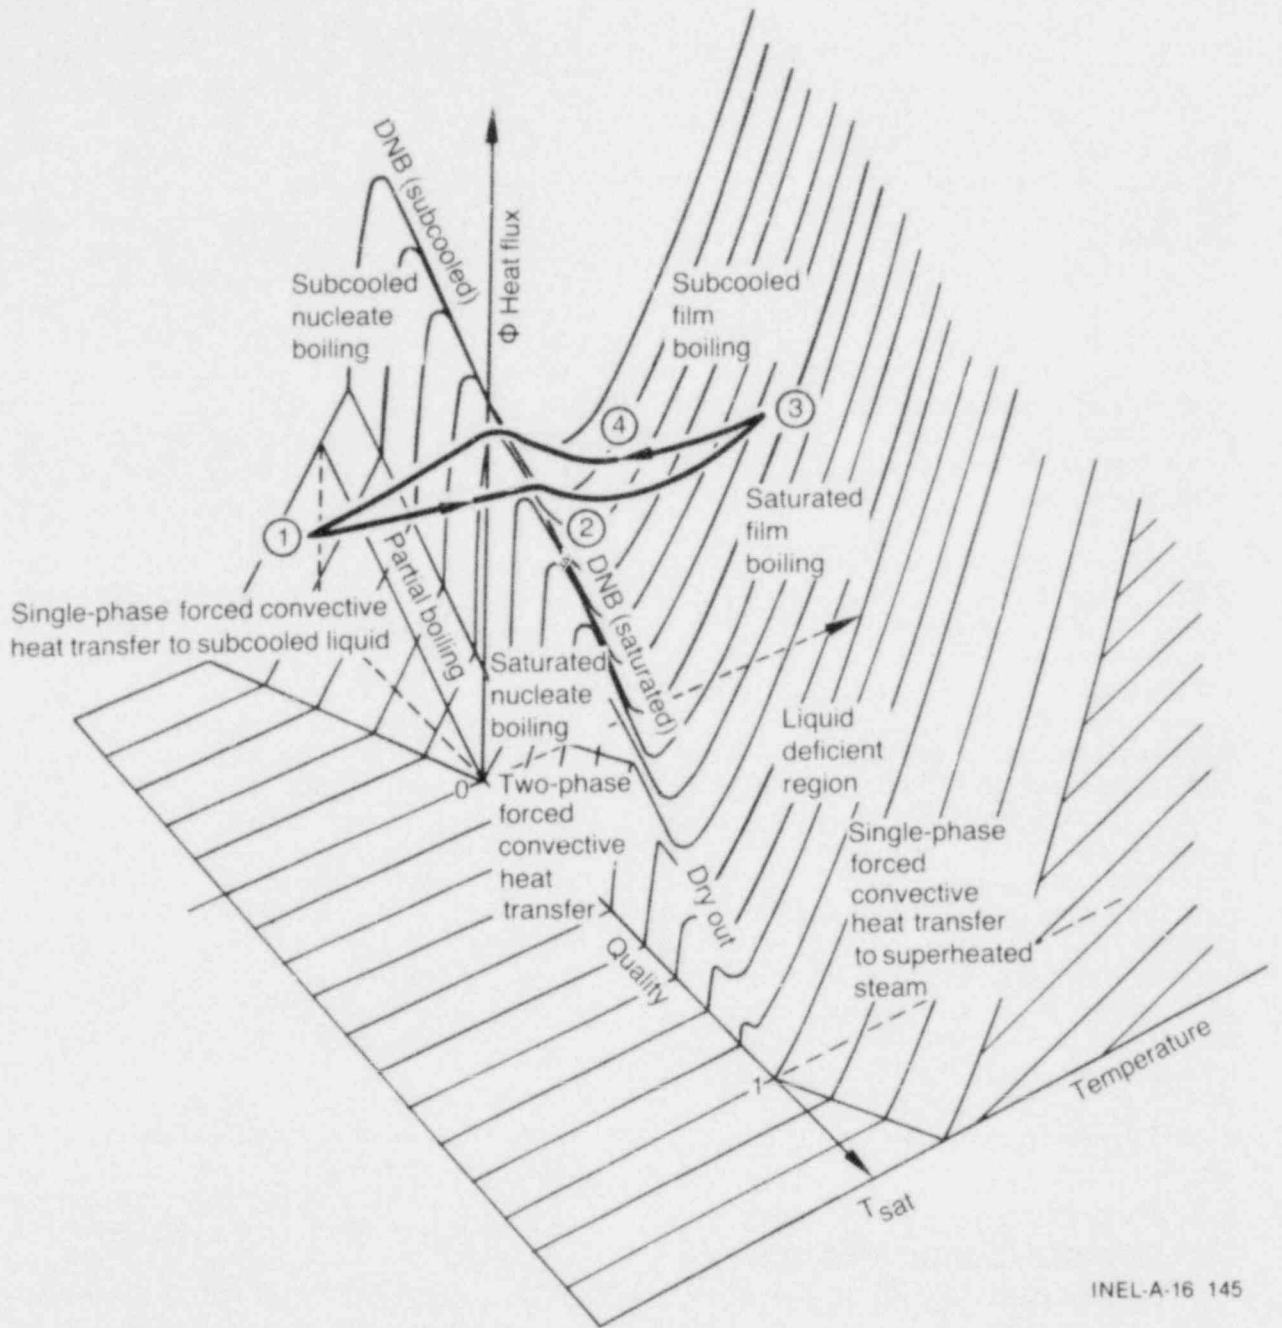 DNB (subcooled)
Φ Heat flux
Subcooled
nucleate
boiling
Subcooled
film
boiling
4
3
1
2
Saturated
film
boiling
Partial boiling
DNB (saturated)
Single-phase forced convective
heat transfer to subcooled liquid
Saturated
nucleate
boiling
Liquid
deficient
region
0
Two-phase
forced
convective
heat
transfer
Single-phase
forced
convective
heat transfer
to superheated
steam
Dry out
Quality
1
Temperature
Tsat
INEL-A-16 145